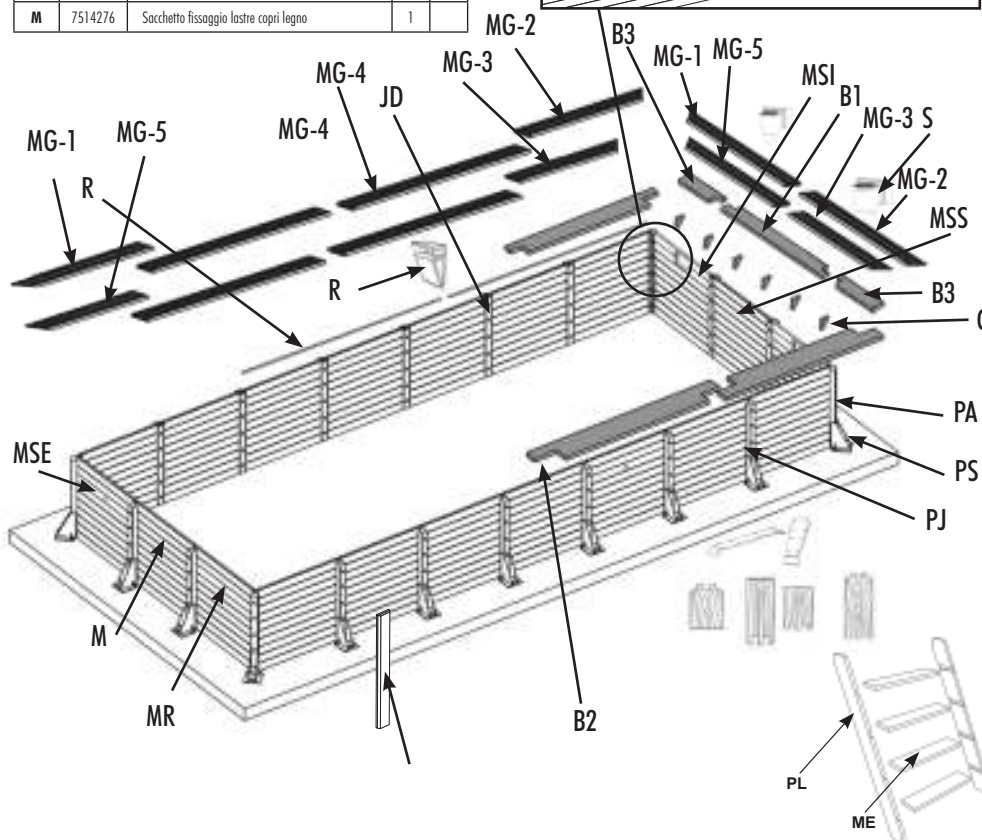 M 7514276 Sacchetto fissaggio lastre copri legno 1
MG-2
B3
MG-1 MG-5
MG-4
MG-3
MSI
JD
B1
MG-4
MG-3 S
MG-1
MG-5
R
MG-2
MSS
R
B3
PA
MSE
PS
PJ
M
MR
B2
PL
ME